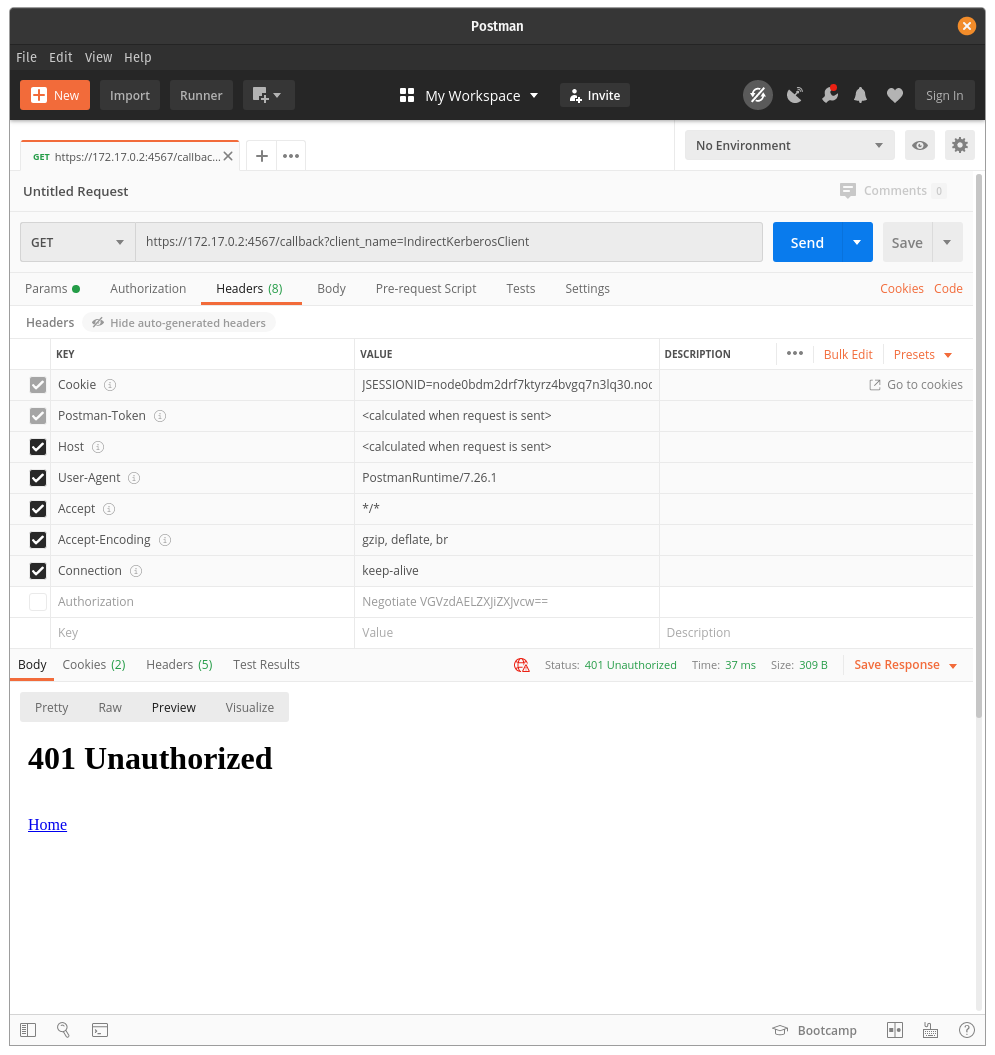 Postman
File Edit View Help
New Import Runner My Workspace Invite Sign In
GET https://172.17.0.2:4567/callbac... No Environment
Untitled Request Comments 0
GET https://172.17.0.2:4567/callback?client_name=IndirectKerberosClient Send Save
Params Authorization Headers (8) Body Pre-request Script Tests Settings Cookies Code
Headers Hide auto-generated headers
KEY VALUE DESCRIPTION ••• Bulk Edit Presets
Cookie JSESSIONID=node0bdm2drf7ktyrz4bvgq7n3lq30.noc Go to cookies
Postman-Token <calculated when request is sent>
Host <calculated when request is sent>
User-Agent PostmanRuntime/7.26.1
Accept */*
Accept-Encoding gzip, deflate, br
Connection keep-alive
Authorization Negotiate VGVzdAELZXJiZXJvcw==
Key Value Description
Body Cookies (2) Headers (5) Test Results Status: 401 Unauthorized Time: 37 ms Size: 309 B Save Response
Pretty Raw Preview Visualize
401 Unauthorized
Home
Bootcamp